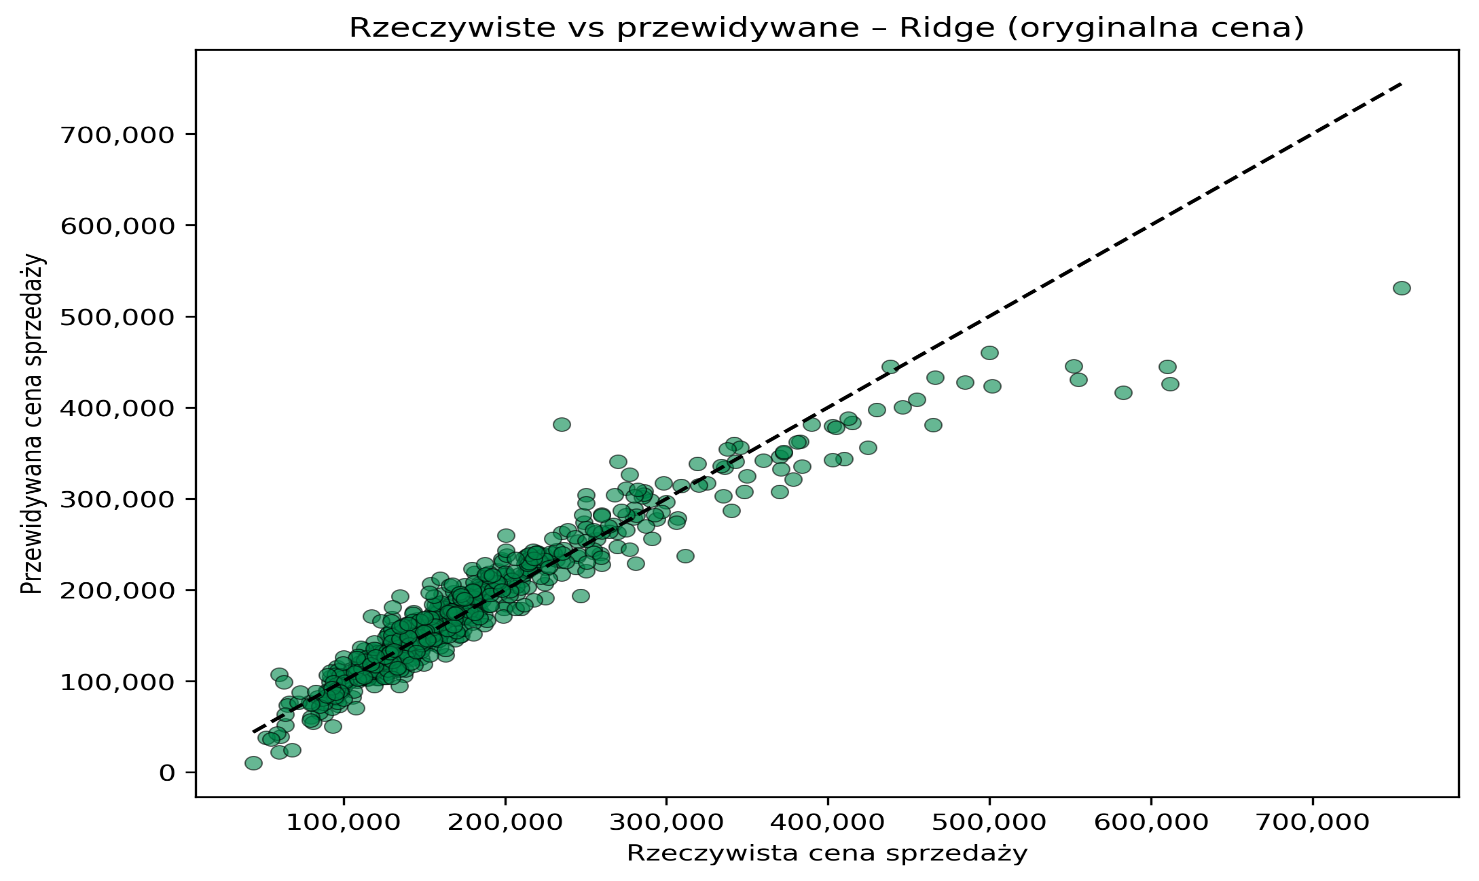 Rzeczywiste vs przewidywane – Ridge (oryginalna cena)
Przewidywana cena sprzedaży
700,000
600,000
500,000
400,000
300,000
200,000
100,000
0
100,000 200,000 300,000 400,000 500,000 600,000 700,000
Rzeczywista cena sprzedaży